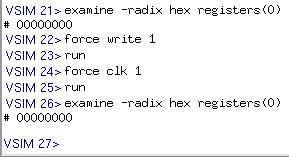 VSIM 21> examine -radix hex registers(0)
# 00000000
VSIM 22> force write 1
VSIM 23> run
VSIM 24> force clk 1
VSIM 25> run
VSIM 26> examine -radix hex registers(0)
# 00000000
VSIM 27>